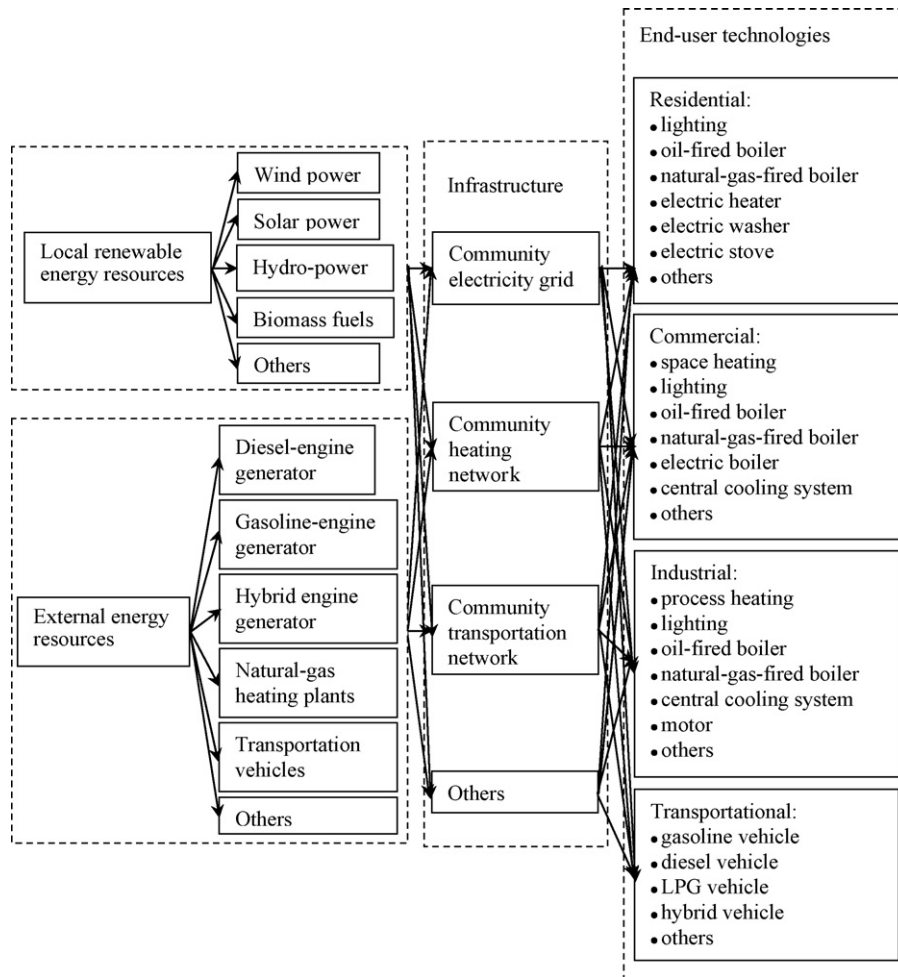 Local renewable
energy resources
Wind power
Solar power
Hydro-power
Biomass fuels
Others
External energy
resources
Diesel-engine
generator
Gasoline-engine
generator
Hybrid engine
generator
Natural-gas
heating plants
Transportation
vehicles
Others
Infrastructure
Community
electricity grid
Community
heating
network
Community
transportation
network
Others
End-user technologies
Residential:
• lighting
• oil-fired boiler
• natural-gas-fired boiler
• electric heater
• electric washer
• electric stove
• others
Commercial:
• space heating
• lighting
• oil-fired boiler
• natural-gas-fired boiler
• electric boiler
• central cooling system
• others
Industrial:
• process heating
• lighting
• oil-fired boiler
• natural-gas-fired boiler
• central cooling system
• motor
• others
Transportational:
• gasoline vehicle
• diesel vehicle
• LPG vehicle
• hybrid vehicle
• others